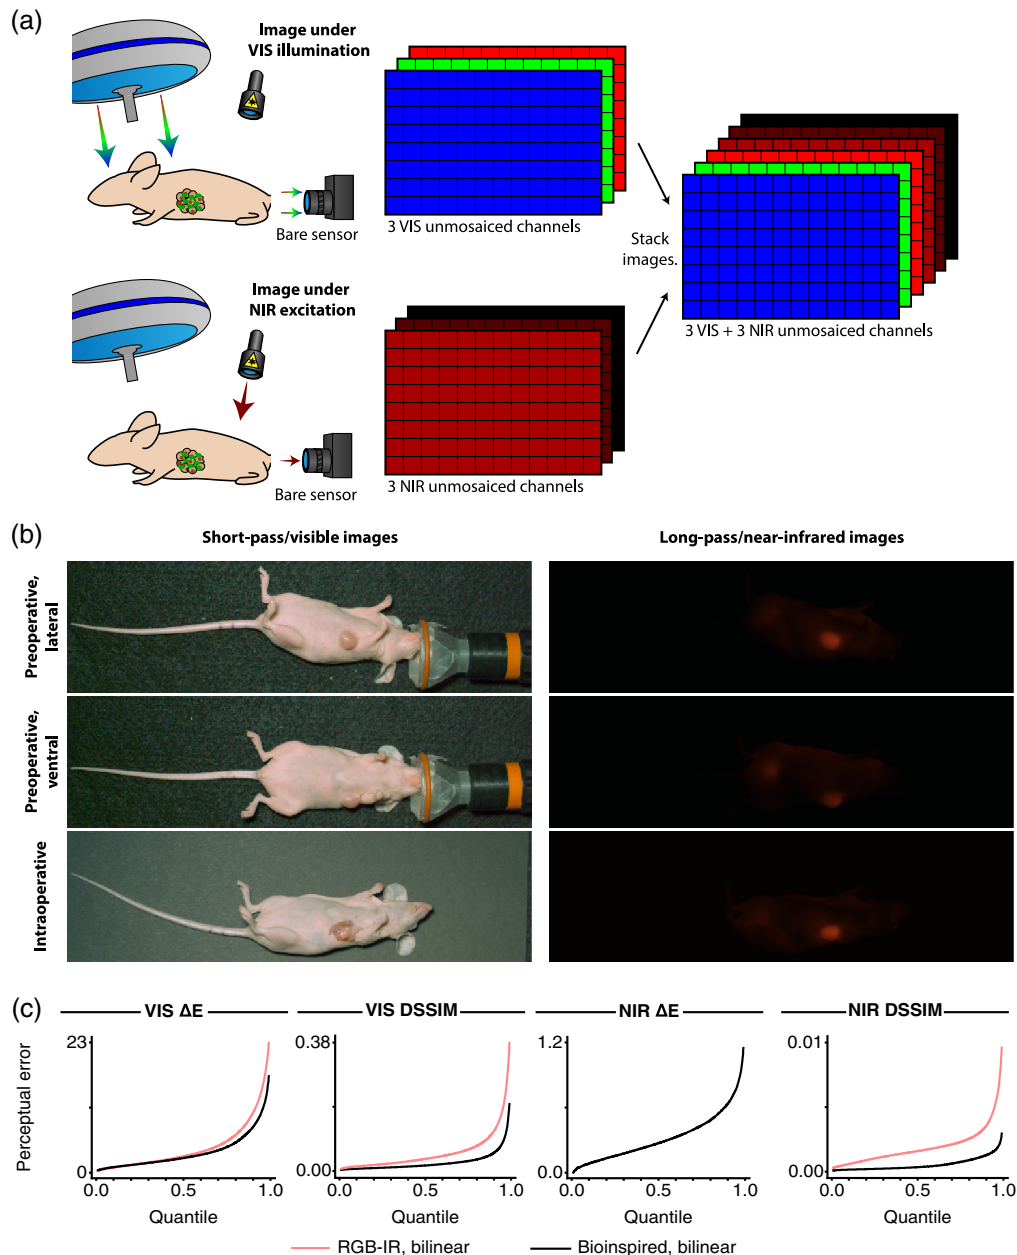 (a)
Image under
VIS illumination
Bare sensor
3 VIS unmosaiced channels
Stack
images.
3 VIS + 3 NIR unmosaiced channels
Image under
NIR excitation
Bare sensor
3 NIR unmosaiced channels
(b)
Short-pass/visible images
Long-pass/near-infrared images
Preoperative,
lateral
Preoperative,
ventral
Intraoperative
(c)
VIS ΔE
VIS DSSIM
NIR ΔE
NIR DSSIM
Perceptual error
23
0
0.0 0.5 1.0
Quantile
0.38
0.00
0.0 0.5 1.0
Quantile
1.2
0.0
0.0 0.5 1.0
Quantile
0.01
0.00
0.0 0.5 1.0
Quantile
RGB-IR, bilinear
Bioinspired, bilinear